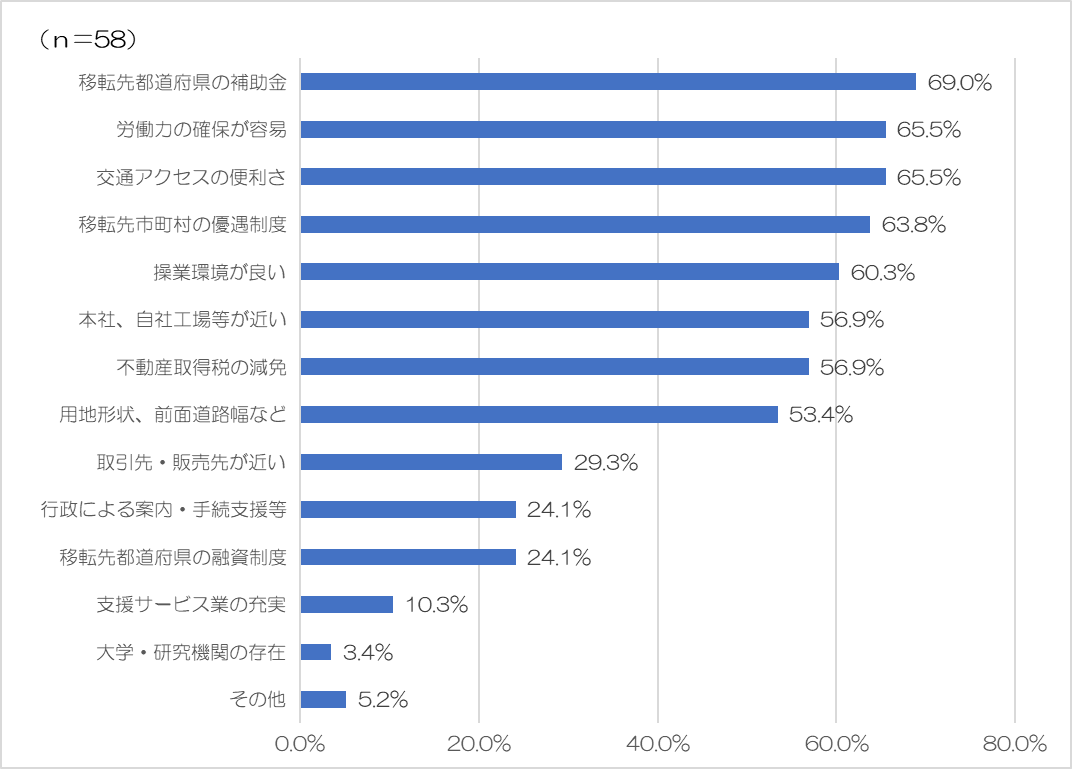 （ｎ＝58）
移転先都道府県の補助金 69.0%
労働力の確保が容易 65.5%
交通アクセスの便利さ 65.5%
移転先市町村の優遇制度 63.8%
操業環境が良い 60.3%
本社、自社工場等が近い 56.9%
不動産取得税の減免 56.9%
用地形状、前面道路幅など 53.4%
取引先・販売先が近い 29.3%
行政による案内・手続支援等 24.1%
移転先都道府県の融資制度 24.1%
支援サービス業の充実 10.3%
大学・研究機関の存在 3.4%
その他 5.2%
0.0% 20.0% 40.0% 60.0% 80.0%